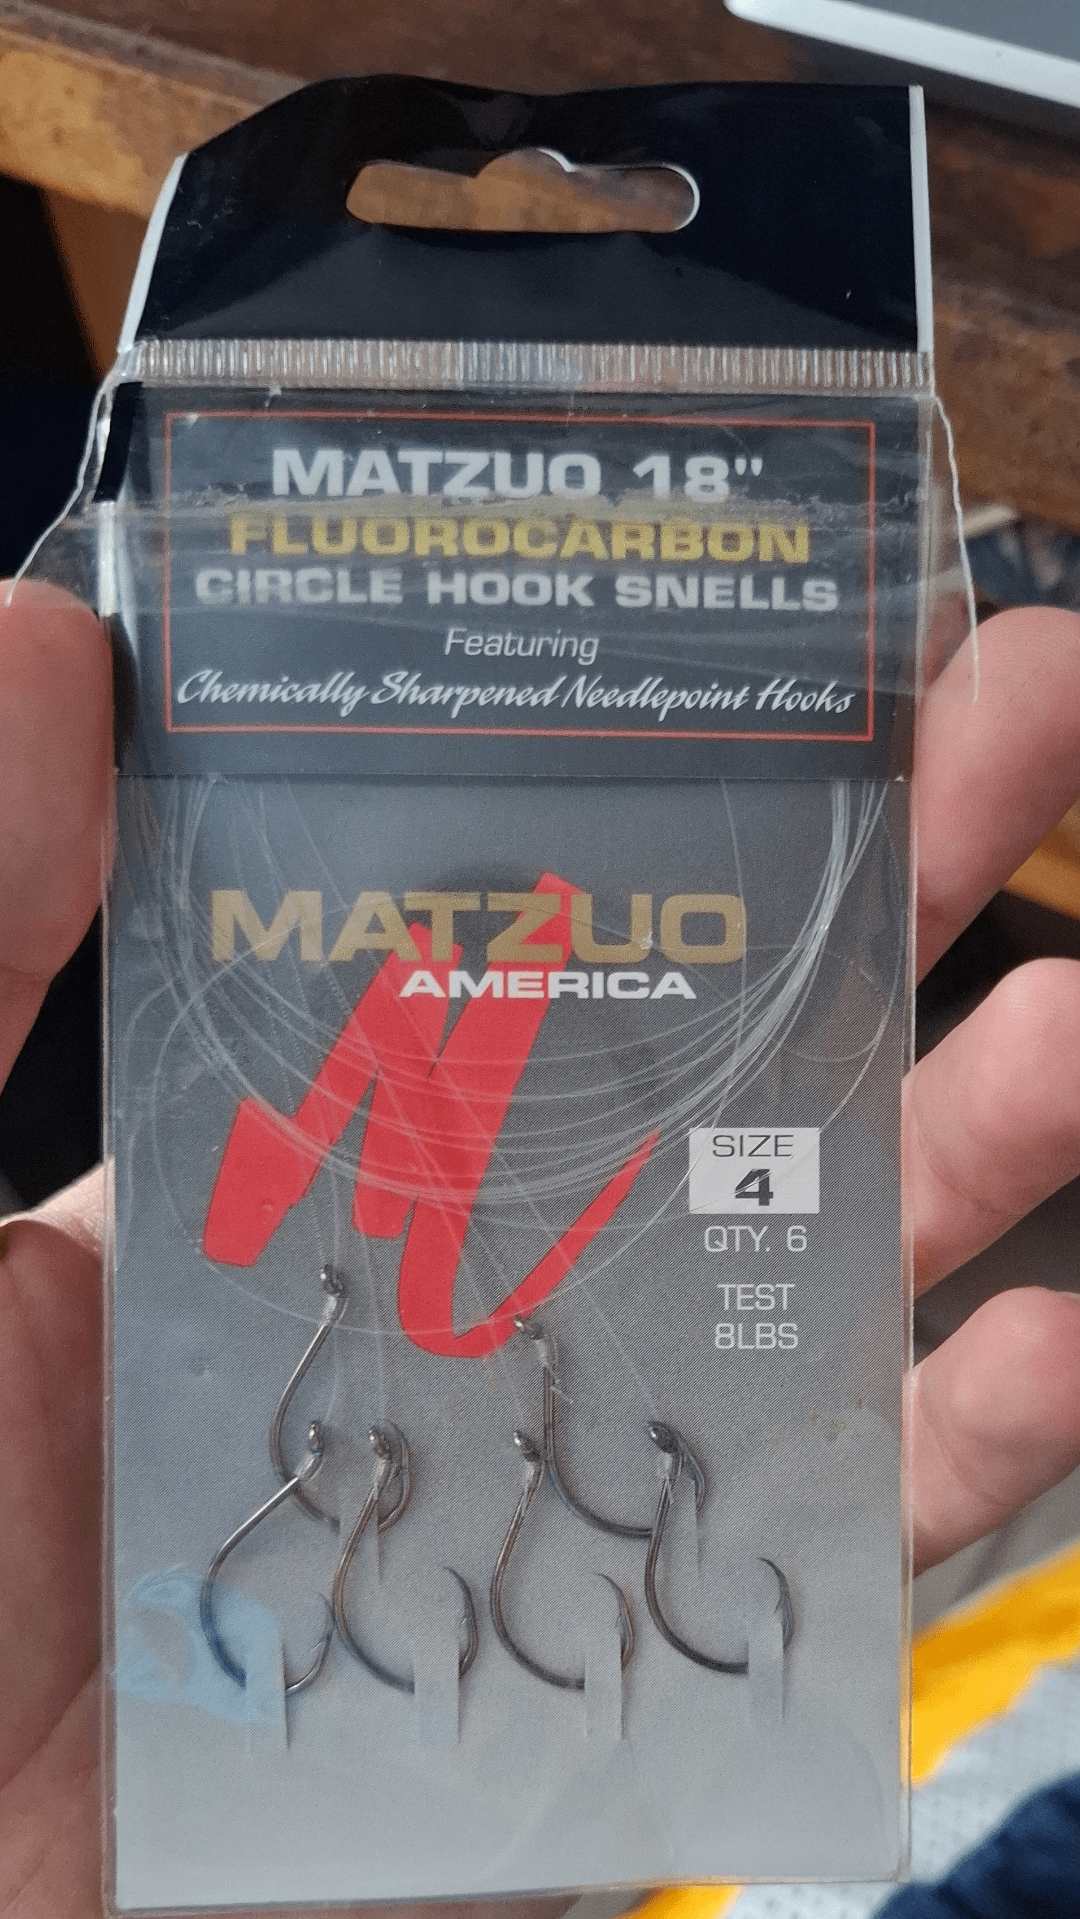 MATZUO 18"
FLUOROCARBON
CIRCLE HOOK SNELLS
Featuring
Chemically Sharpened Needlepoint Hooks
MATZUO
AMERICA
SIZE
4
QTY. 6
TEST
8LBS